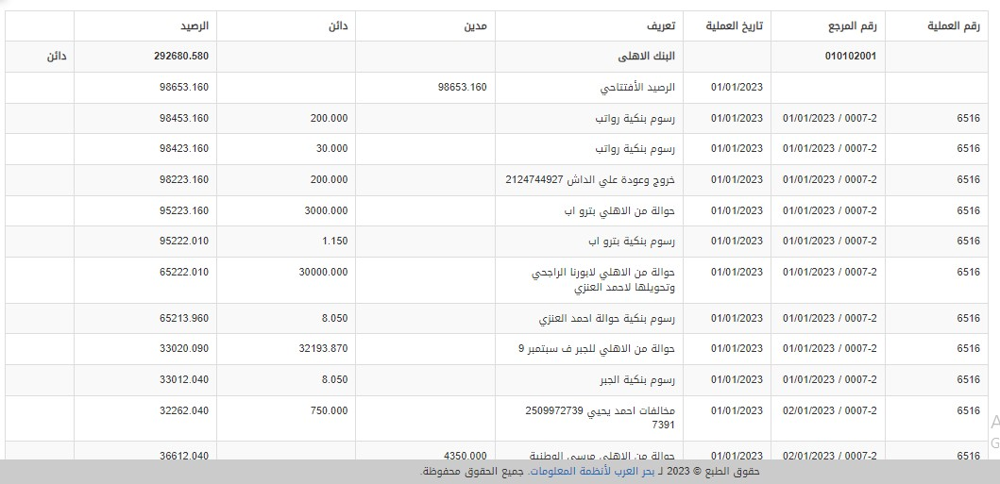 رقم العملية رقم المرجع تاريخ العملية تعريف مدين دائن الرصيد
010102001 البنك الاهلى 292680.580 دائن
01/01/2023 الرصيد الأفتتاحي 98653.160 98653.160
6516 01/01/2023 / 0007-2 01/01/2023 رسوم بنكية رواتب 200.000 98453.160
6516 01/01/2023 / 0007-2 01/01/2023 رسوم بنكية رواتب 30.000 98423.160
6516 01/01/2023 / 0007-2 01/01/2023 خروج وعودة علي الداش 2124744927 200.000 98223.160
6516 01/01/2023 / 0007-2 01/01/2023 حوالة من الاهلي بترو اب 3000.000 95223.160
6516 01/01/2023 / 0007-2 01/01/2023 رسوم بنكية بترو اب 1.150 95222.010
6516 01/01/2023 / 0007-2 01/01/2023 حوالة من الاهلي لابورنا الراجحي 30000.000 65222.010
وتحويلها لاحمد العنزي
6516 01/01/2023 / 0007-2 01/01/2023 رسوم بنكية حوالة احمد العنزي 8.050 65213.960
6516 01/01/2023 / 0007-2 01/01/2023 حوالة من الاهلي للجبر ف سبتمبر 9 32193.870 33020.090
6516 01/01/2023 / 0007-2 01/01/2023 رسوم بنكية الجبر 8.050 33012.040
6516 02/01/2023 / 0007-2 01/01/2023 مخالفات احمد يحيي 2509972739 750.000 32262.040
7391
6516 02/01/2023 / 0007-2 01/01/2023 حوالة من الاهلي مرسى الوطنية 4350.000 36612.040
حقوق الطبع © 2023 لـ بحر العرب لأنظمة المعلومات. جميع الحقوق محفوظة.